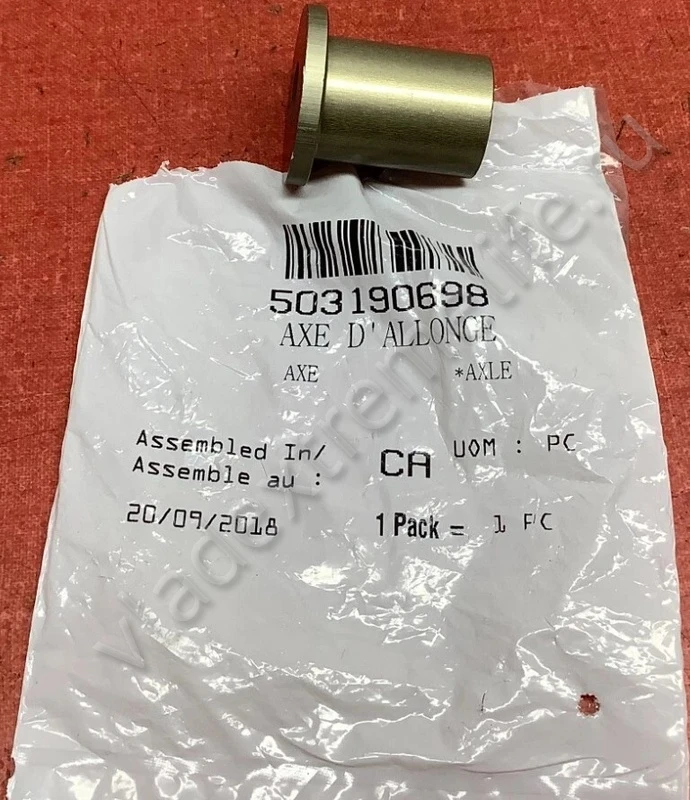 503190698
AXE D'ALLONGE
AXE *AXLE
Assembled In/
Assemble au :
CA
UOM : PC
20/09/2018
1 Pack = 1 PC